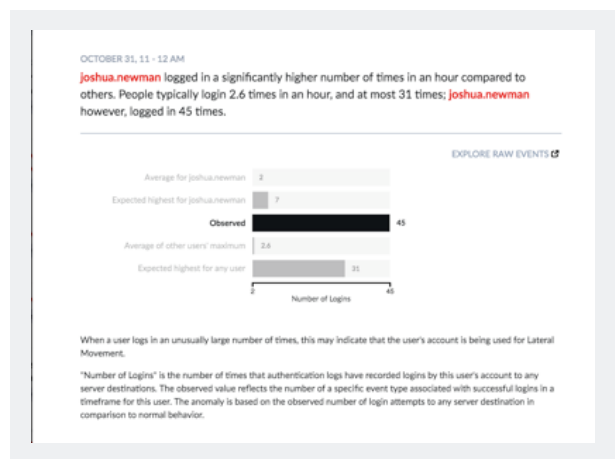 OCTOBER 31, 11 - 12 AM
joshua.newman logged in a significantly higher number of times in an hour compared to
others. People typically login 2.6 times in an hour, and at most 31 times; joshua.newman
however, logged in 45 times.
EXPLORE RAW EVENTS
Average for joshua.newman 2
Expected highest for joshua.newman 7
Observed 45
Average of other users' maximum 2.6
Expected highest for any user 31
2 45
Number of Logins
When a user logs in an unusually large number of times, this may indicate that the user's account is being used for Lateral
Movement.
"Number of Logins" is the number of times that authentication logs have recorded logins by this user's account to any
server destinations. The observed value reflects the number of a specific event type associated with successful logins in a
timeframe for this user. The anomaly is based on the observed number of login attempts to any server destination in
comparison to normal behavior.